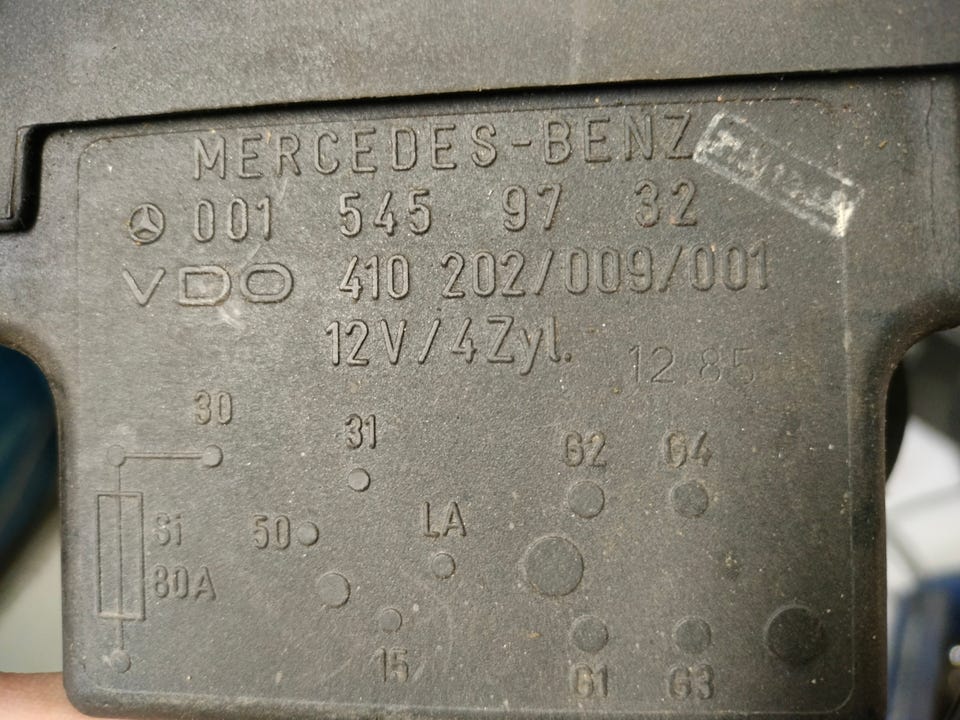 MERCEDES-BENZ
001 545 97 32
VDO 410 202/009/001
12V/4Zyl.
12 85
30
31
G2 G4
Si
50
LA
80A
15
G1 G3